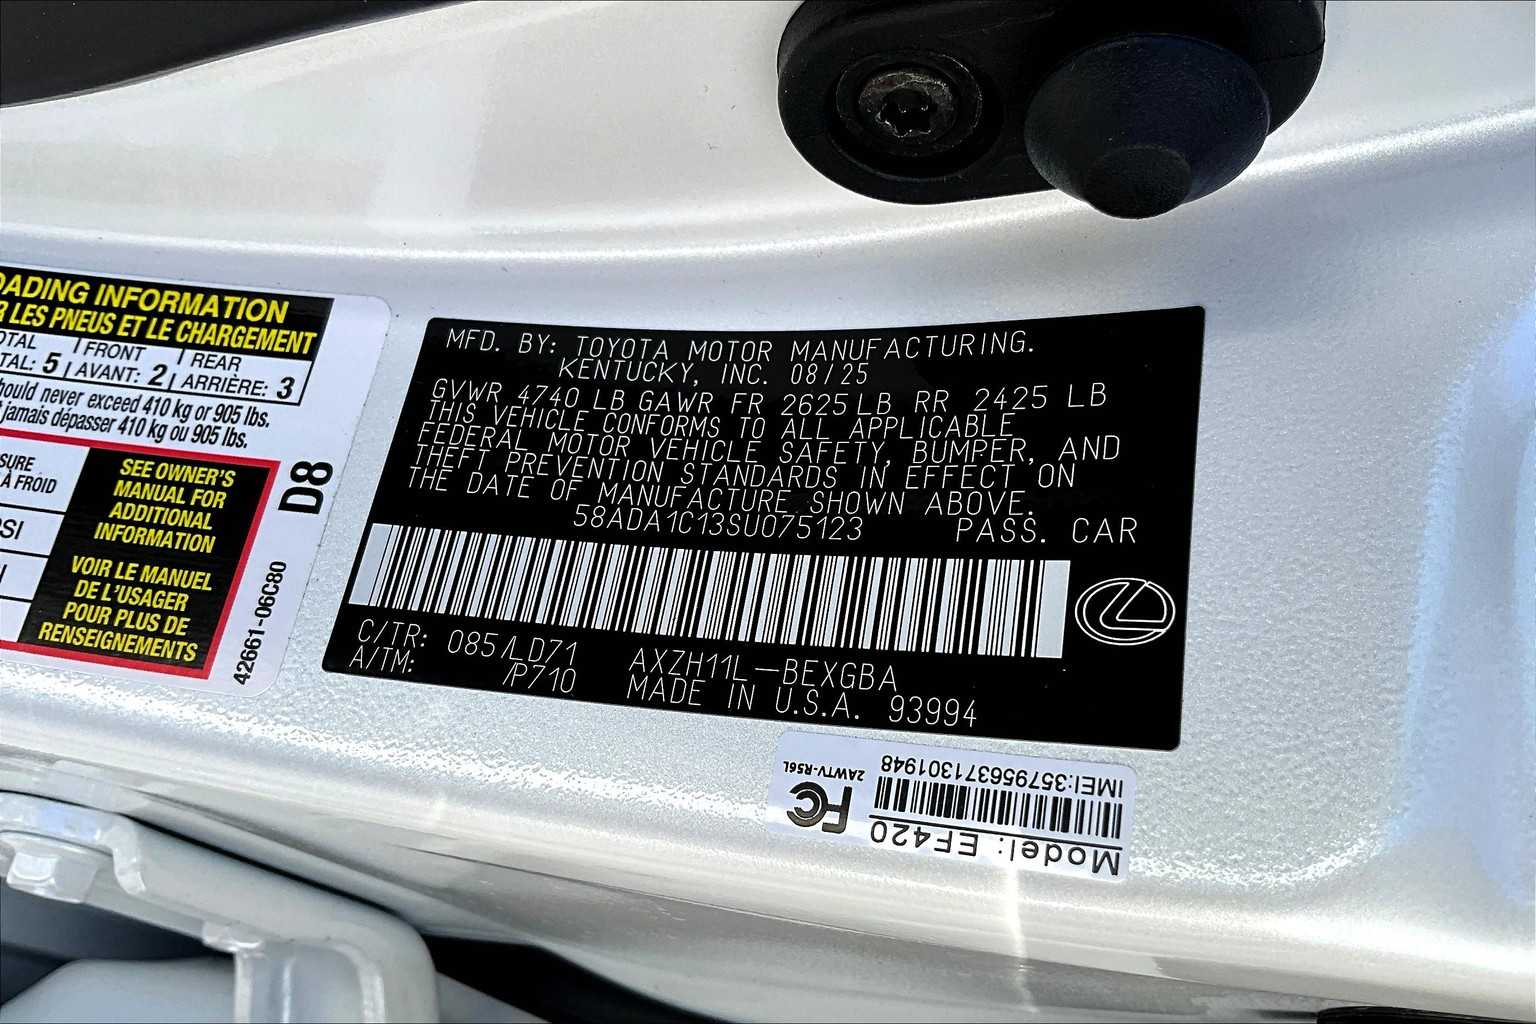 OADING INFORMATION
R LES PNEUS ET LE CHARGEMENT
OTAL | FRONT | REAR
TAL: 5 | AVANT: 2 | ARRIÈRE: 3
hould never exceed 410 kg or 905 lbs.
jamais dépasser 410 kg ou 905 lbs.
SURE
À FROID
SI
SEE OWNER'S
MANUAL FOR
ADDITIONAL
INFORMATION
VOIR LE MANUEL
DE L'USAGER
POUR PLUS DE
RENSEIGNEMENTS
D8
42661-06C80
MFD. BY: TOYOTA MOTOR MANUFACTURING.
KENTUCKY, INC. 08/25
GVWR 4740 LB GAWR FR 2625 LB RR 2425 LB
THIS VEHICLE CONFORMS TO ALL APPLICABLE
FEDERAL MOTOR VEHICLE SAFETY, BUMPER, AND
THEFT PREVENTION STANDARDS IN EFFECT ON
THE DATE OF MANUFACTURE SHOWN ABOVE.
58ADA1C13SU075123 PASS. CAR
C/TR: 085/LD71 AXZH11L-BEXGBA
A/TM: /P710 MADE IN U.S.A. 93994
Model: EF420
FC
2AWTV-RS6L
IMEI:357956371301948